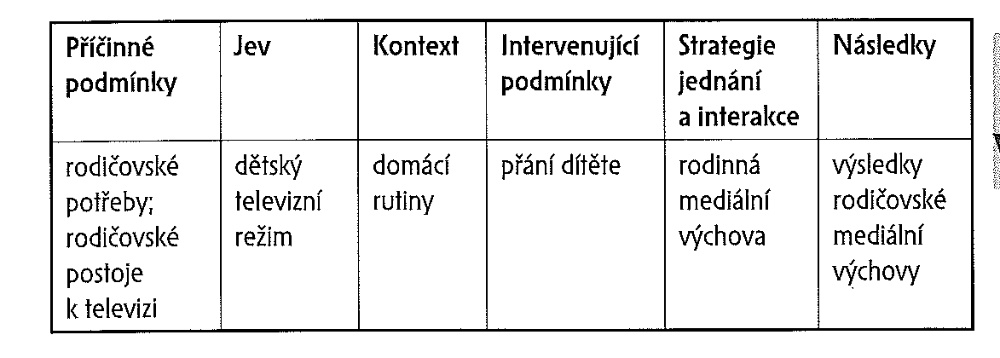 Příčinné
podmínky
Jev
Kontext
Intervenující
podmínky
Strategie
jednání
a interakce
Následky
rodičovské
potřeby;
rodičovské
postoje
k televizi
dětský
televizní
režim
domácí
rutiny
přání dítěte
rodinná
mediální
výchova
výsledky
rodičovské
mediální
výchovy